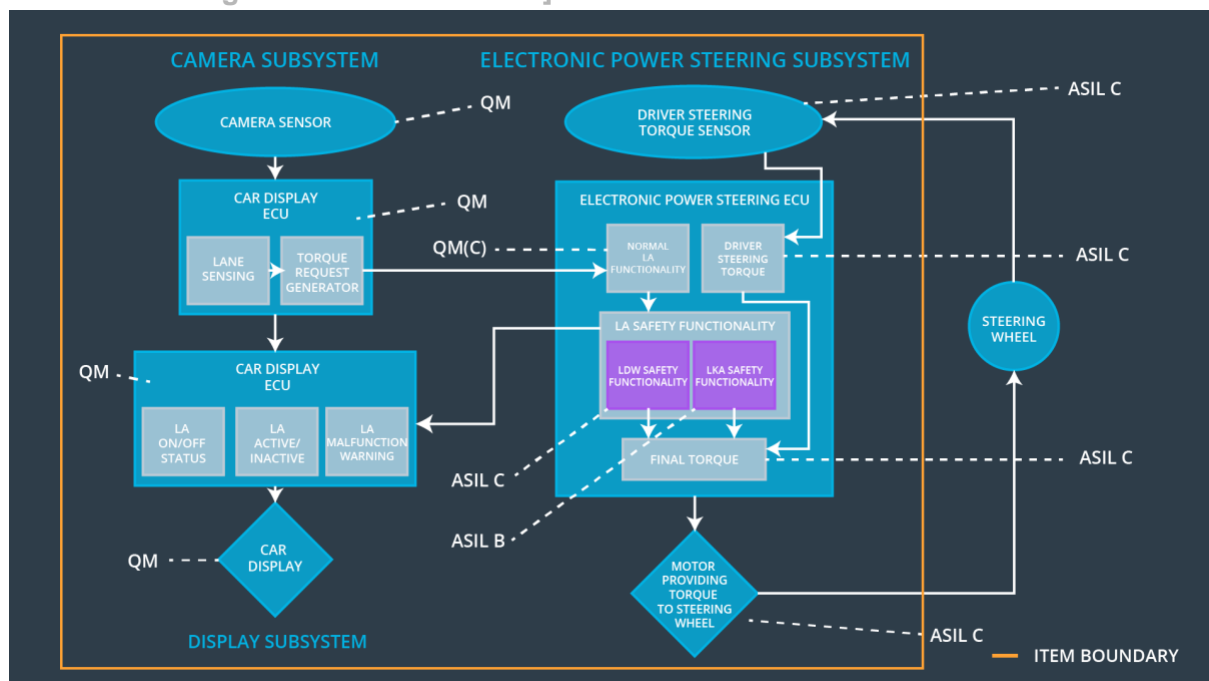 CAMERA SUBSYSTEM
ELECTRONIC POWER STEERING SUBSYSTEM
CAMERA SENSOR
QM
DRIVER STEERING
TORQUE SENSOR
ASIL C
CAR DISPLAY
ECU
QM
LANE
SENSING
TORQUE
REQUEST
GENERATOR
ELECTRONIC POWER STEERING ECU
QM(C)
NORMAL
LA
FUNCTIONALITY
DRIVER
STEERING
TORQUE
ASIL C
STEERING
WHEEL
LA SAFETY FUNCTIONALITY
LDW SAFETY
FUNCTIONALITY
LKA SAFETY
FUNCTIONALITY
QM
CAR DISPLAY
ECU
LA
ON/OFF
STATUS
LA
ACTIVE/
INACTIVE
LA
MALFUNCTION
WARNING
FINAL TORQUE
ASIL C
ASIL C
ASIL B
QM
CAR
DISPLAY
MOTOR
PROVIDING
TORQUE
TO STEERING
WHEEL
ASIL C
DISPLAY SUBSYSTEM
ITEM BOUNDARY